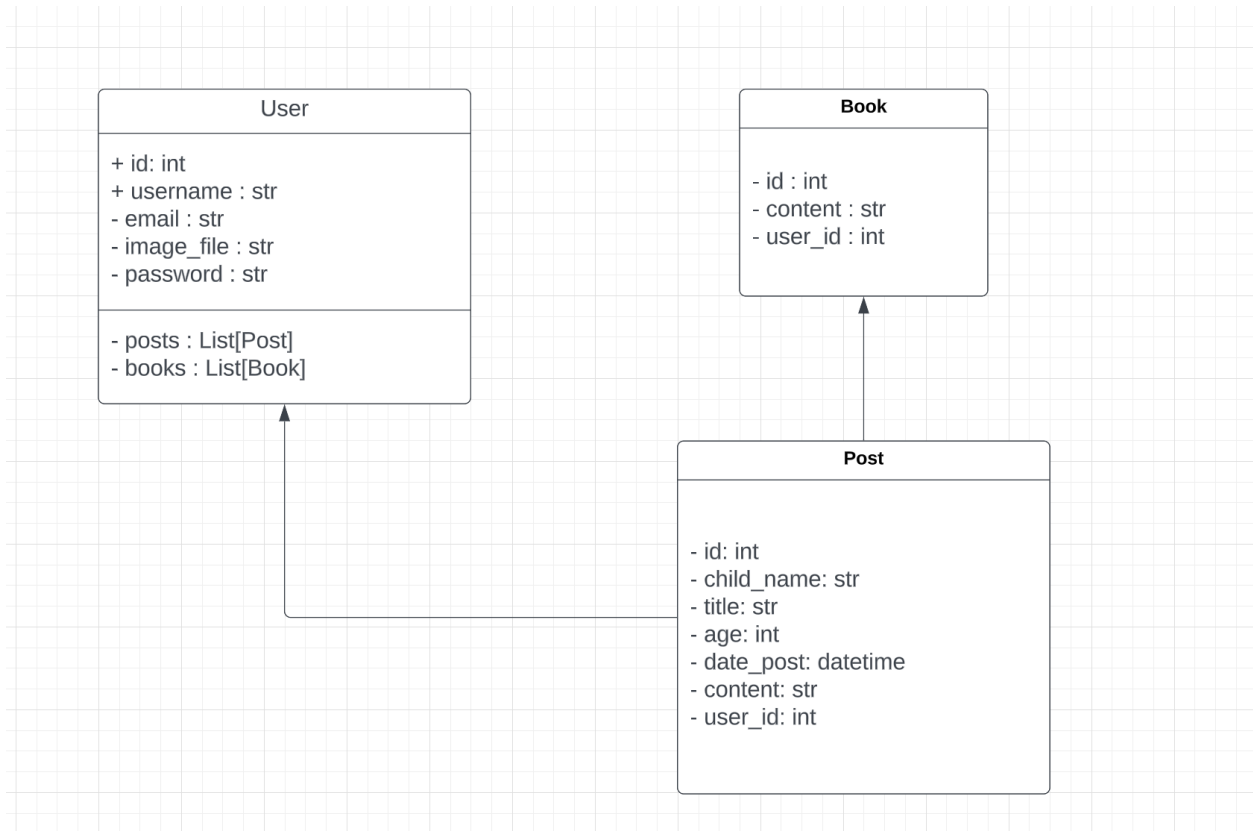 User
+ id: int
+ username : str
- email : str
- image_file : str
- password : str
- posts : List[Post]
- books : List[Book]
Book
- id : int
- content : str
- user_id : int
Post
- id: int
- child_name: str
- title: str
- age: int
- date_post: datetime
- content: str
- user_id: int